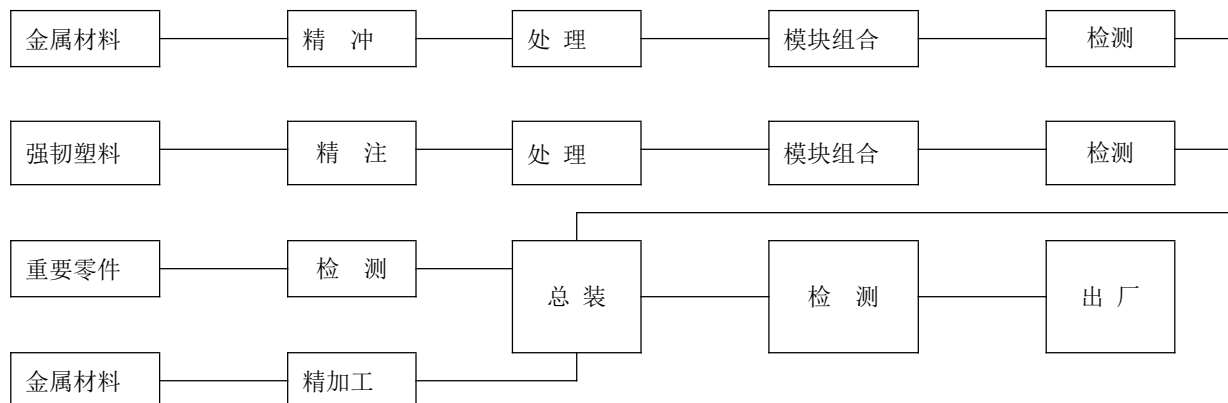 金属材料 精 冲 处 理 模块组合 检测
强韧塑料 精 注 处 理 模块组合 检测
重要零件 检 测
总 装 检 测 出 厂
金属材料 精加工